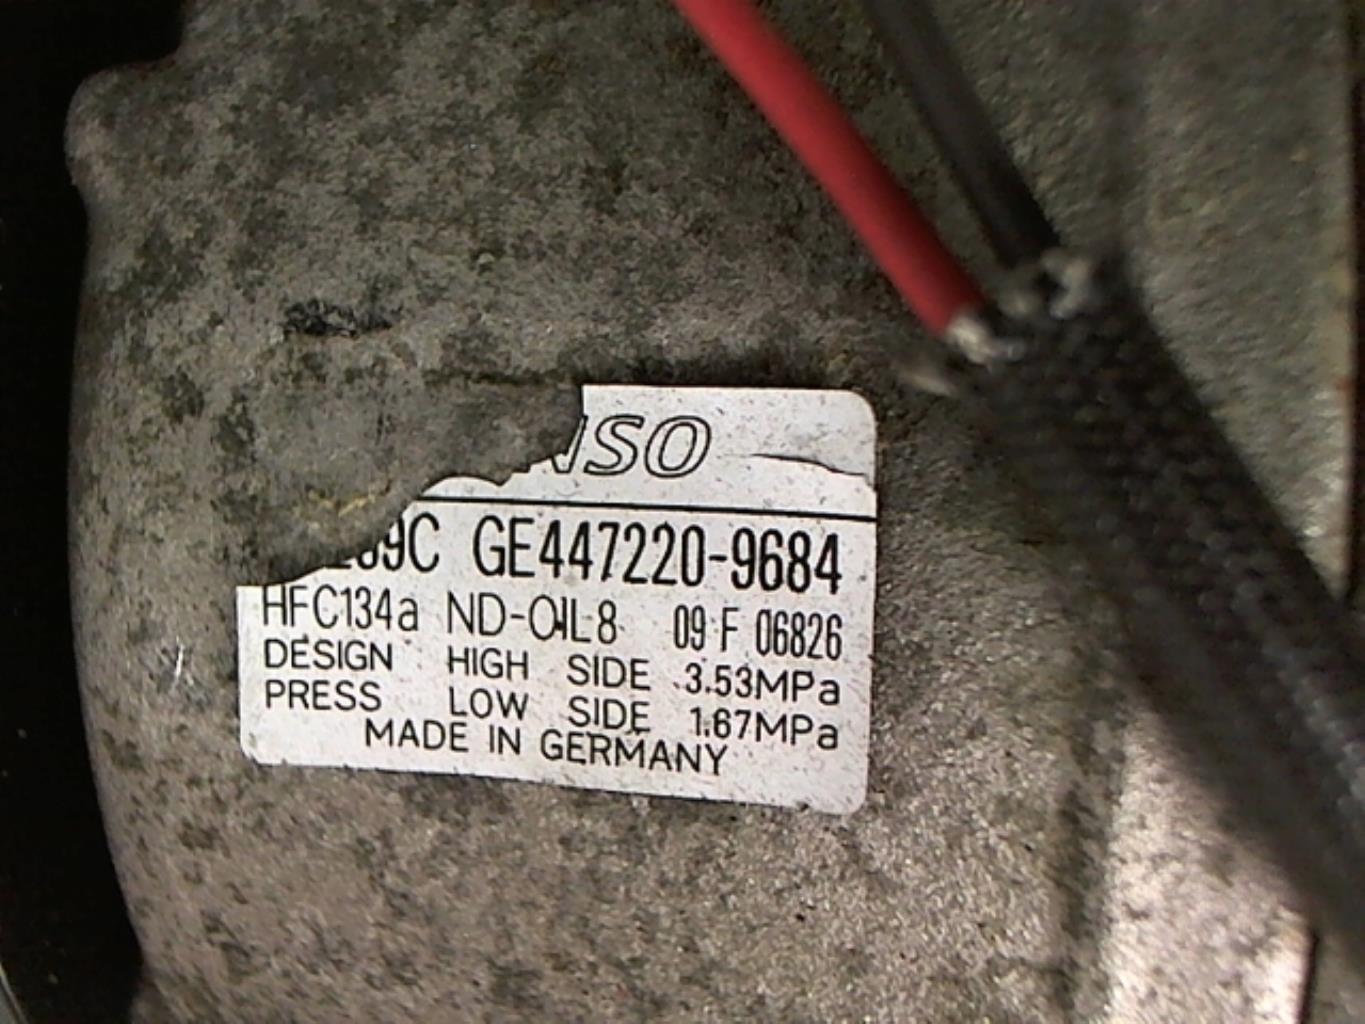 NSO
09C GE447220-9684
HFC134a ND-OIL8 09 F 06826
DESIGN HIGH SIDE 3.53MPa
PRESS LOW SIDE 1.67MPa
MADE IN GERMANY